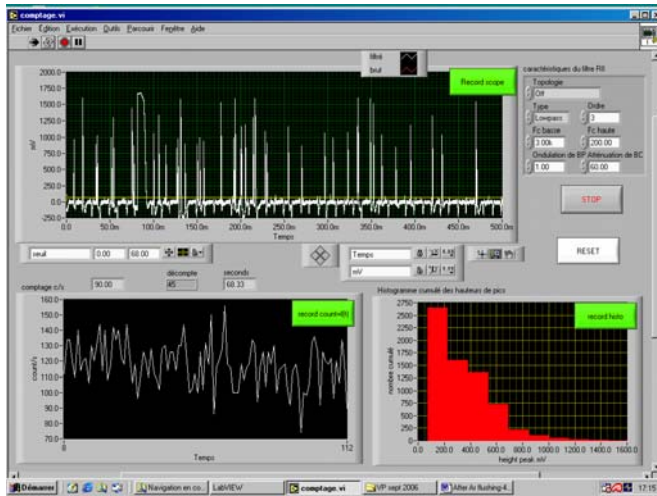 comptage.vi
Fichier Edition Exécution Outils Parcours Fenêtre Aide
filtré
brut
Record scope
caractéristiques du filtre RII
Topologie
Off
Type Ordre
Lowpass 3
Fc basse Fc haute
3.00k 200.00
Ondulation de BP Atténuation de BC
1.00 60.00
STOP
RESET
mV
2000.0
1750.0
1500.0
1250.0
1000.0
750.0
500.0
250.0
0.0
-250.0
0.0 50.0m 100.0m 150.0m 200.0m 250.0m 300.0m 350.0m 400.0m 450.0m 500.0m
Temps
seuil 0.00 60.00
Temps
mV
comptage c/s 90.00
décompte
45
seconds
68.33
record count=f(t)
count/s
160.0
150.0
140.0
130.0
120.0
110.0
100.0
90.0
80.0
70.0
0 112
Temps
Histogramme cumulé des hauteurs de pics
record histo
nombre cumulé
2750
2500
2250
2000
1750
1500
1250
1000
750
500
250
0
0.0 200.0 400.0 600.0 800.0 1000.0 1200.0 1400.0 1600.0
height peak mV
Démarrer
Navigation en co...
LabVIEW
comptage.vi
VP sept 2006
After Ar flushing-4...
17:15